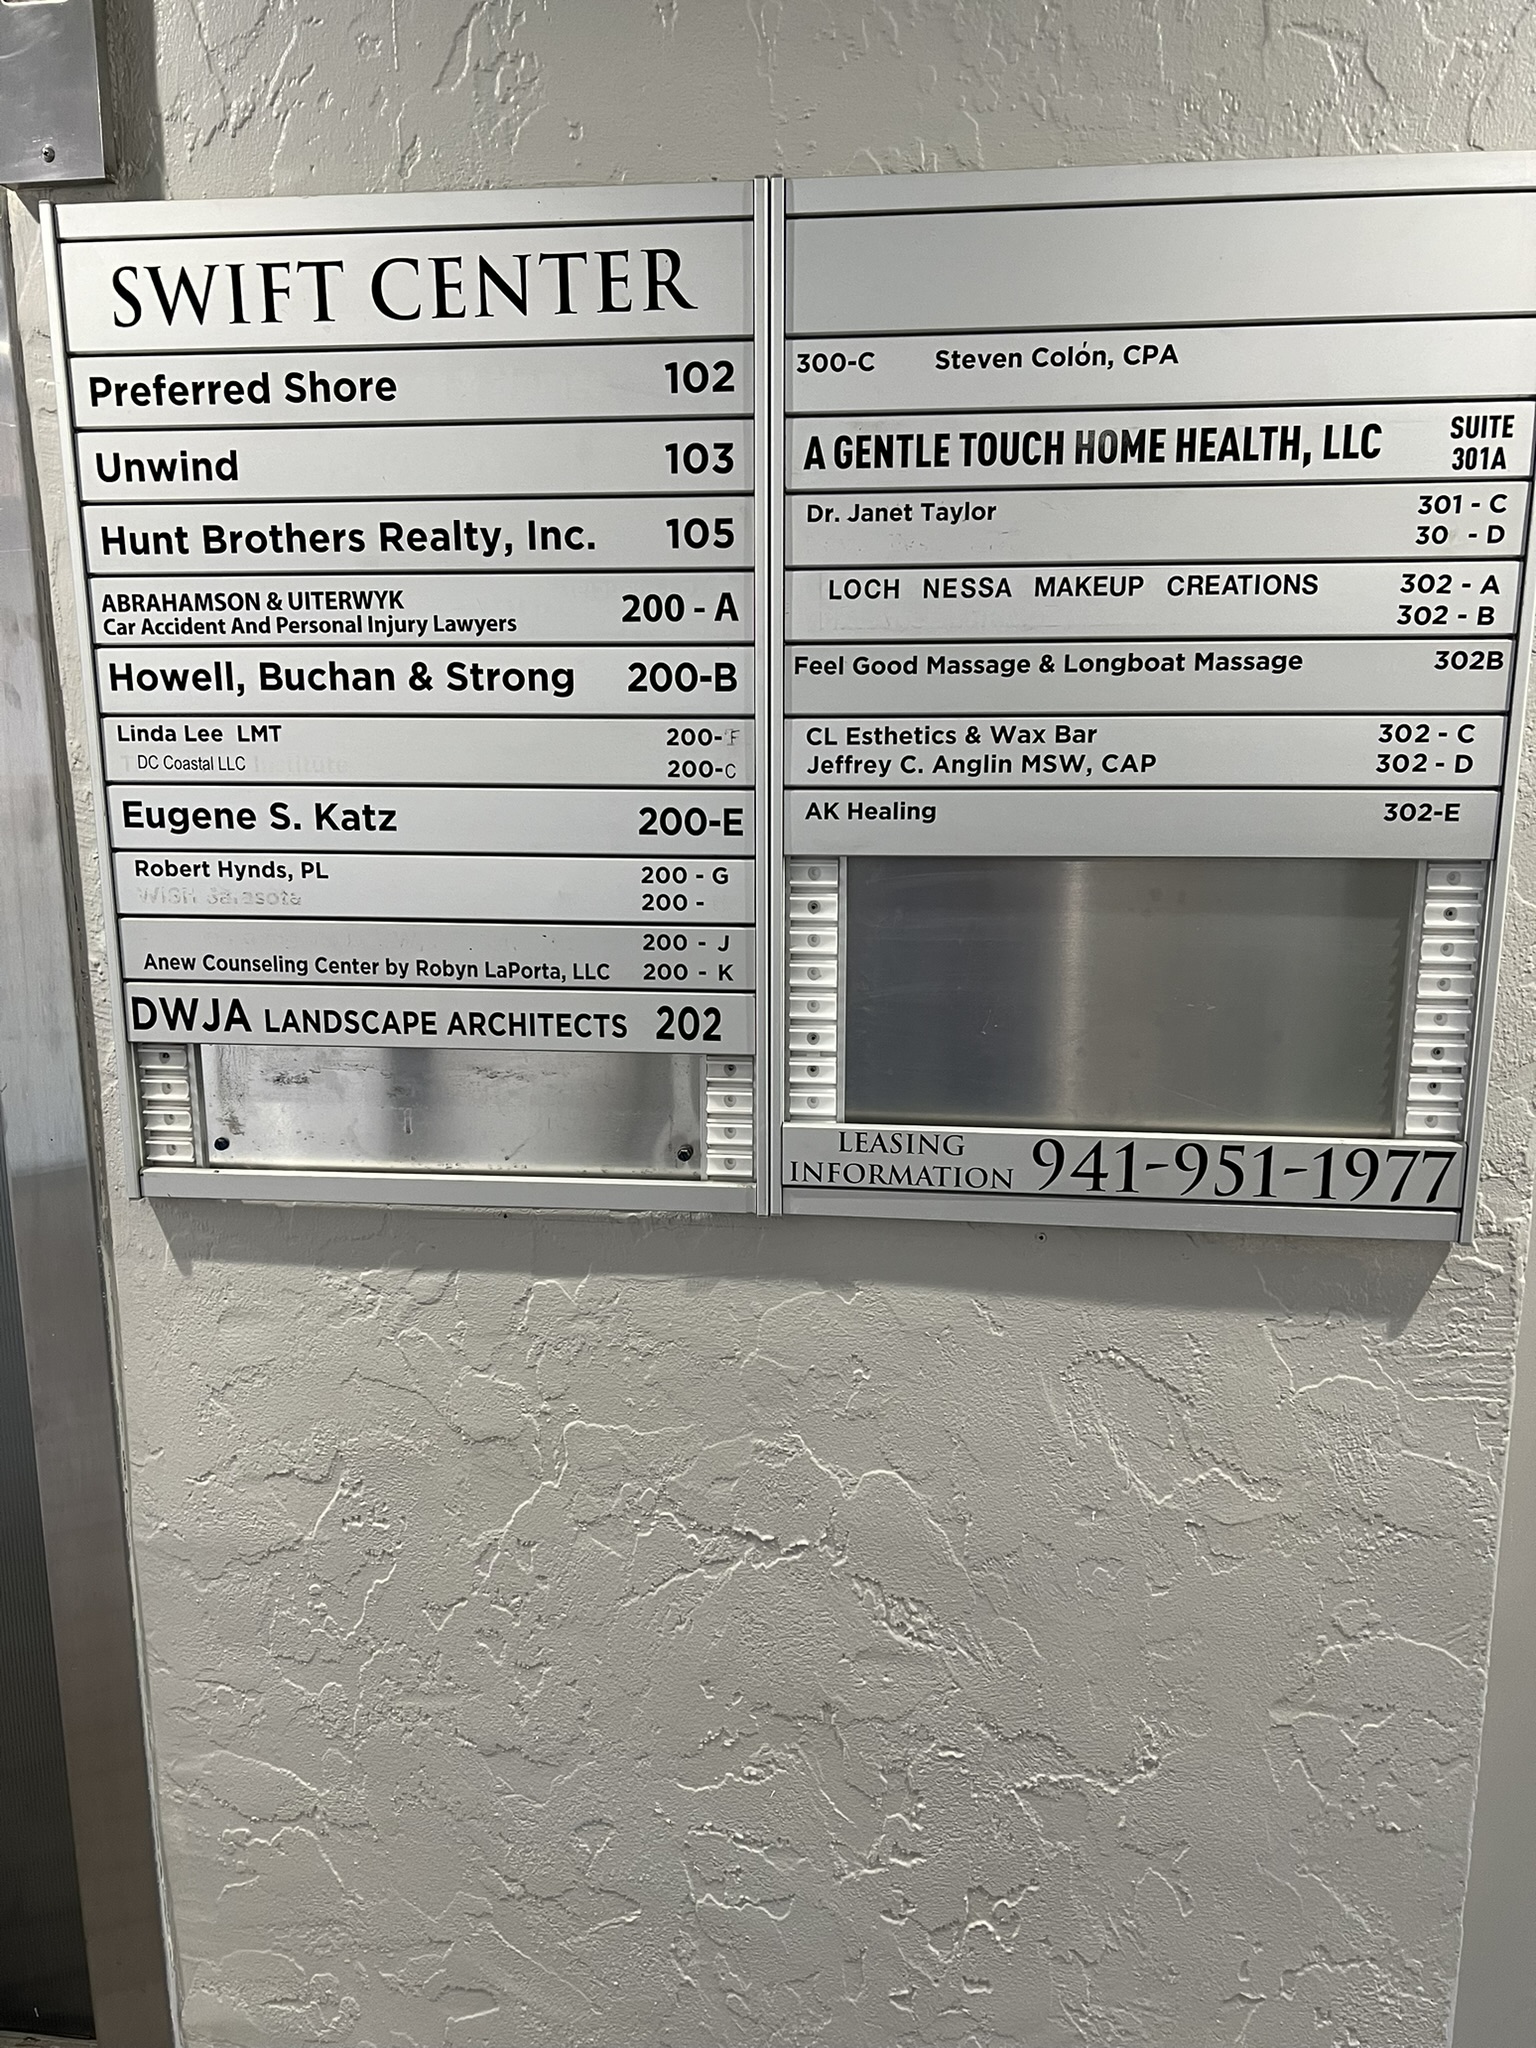 SWIFT CENTER
Preferred Shore 102
Unwind 103
Hunt Brothers Realty, Inc. 105
ABRAHAMSON & UITERWYK
Car Accident And Personal Injury Lawyers 200 - A
Howell, Buchan & Strong 200-B
Linda Lee LMT 200-F
DC Coastal LLC 200-C
Eugene S. Katz 200-E
Robert Hynds, PL 200 - G
WISH Sarasota 200 -
200 - J
Anew Counseling Center by Robyn LaPorta, LLC 200 - K
DWJA LANDSCAPE ARCHITECTS 202
300-C Steven Colón, CPA
A GENTLE TOUCH HOME HEALTH, LLC SUITE
301A
Dr. Janet Taylor 301 - C
30 - D
LOCH NESSA MAKEUP CREATIONS 302 - A
302 - B
Feel Good Massage & Longboat Massage 302B
CL Esthetics & Wax Bar 302 - C
Jeffrey C. Anglin MSW, CAP 302 - D
AK Healing 302-E
LEASING
INFORMATION 941-951-1977